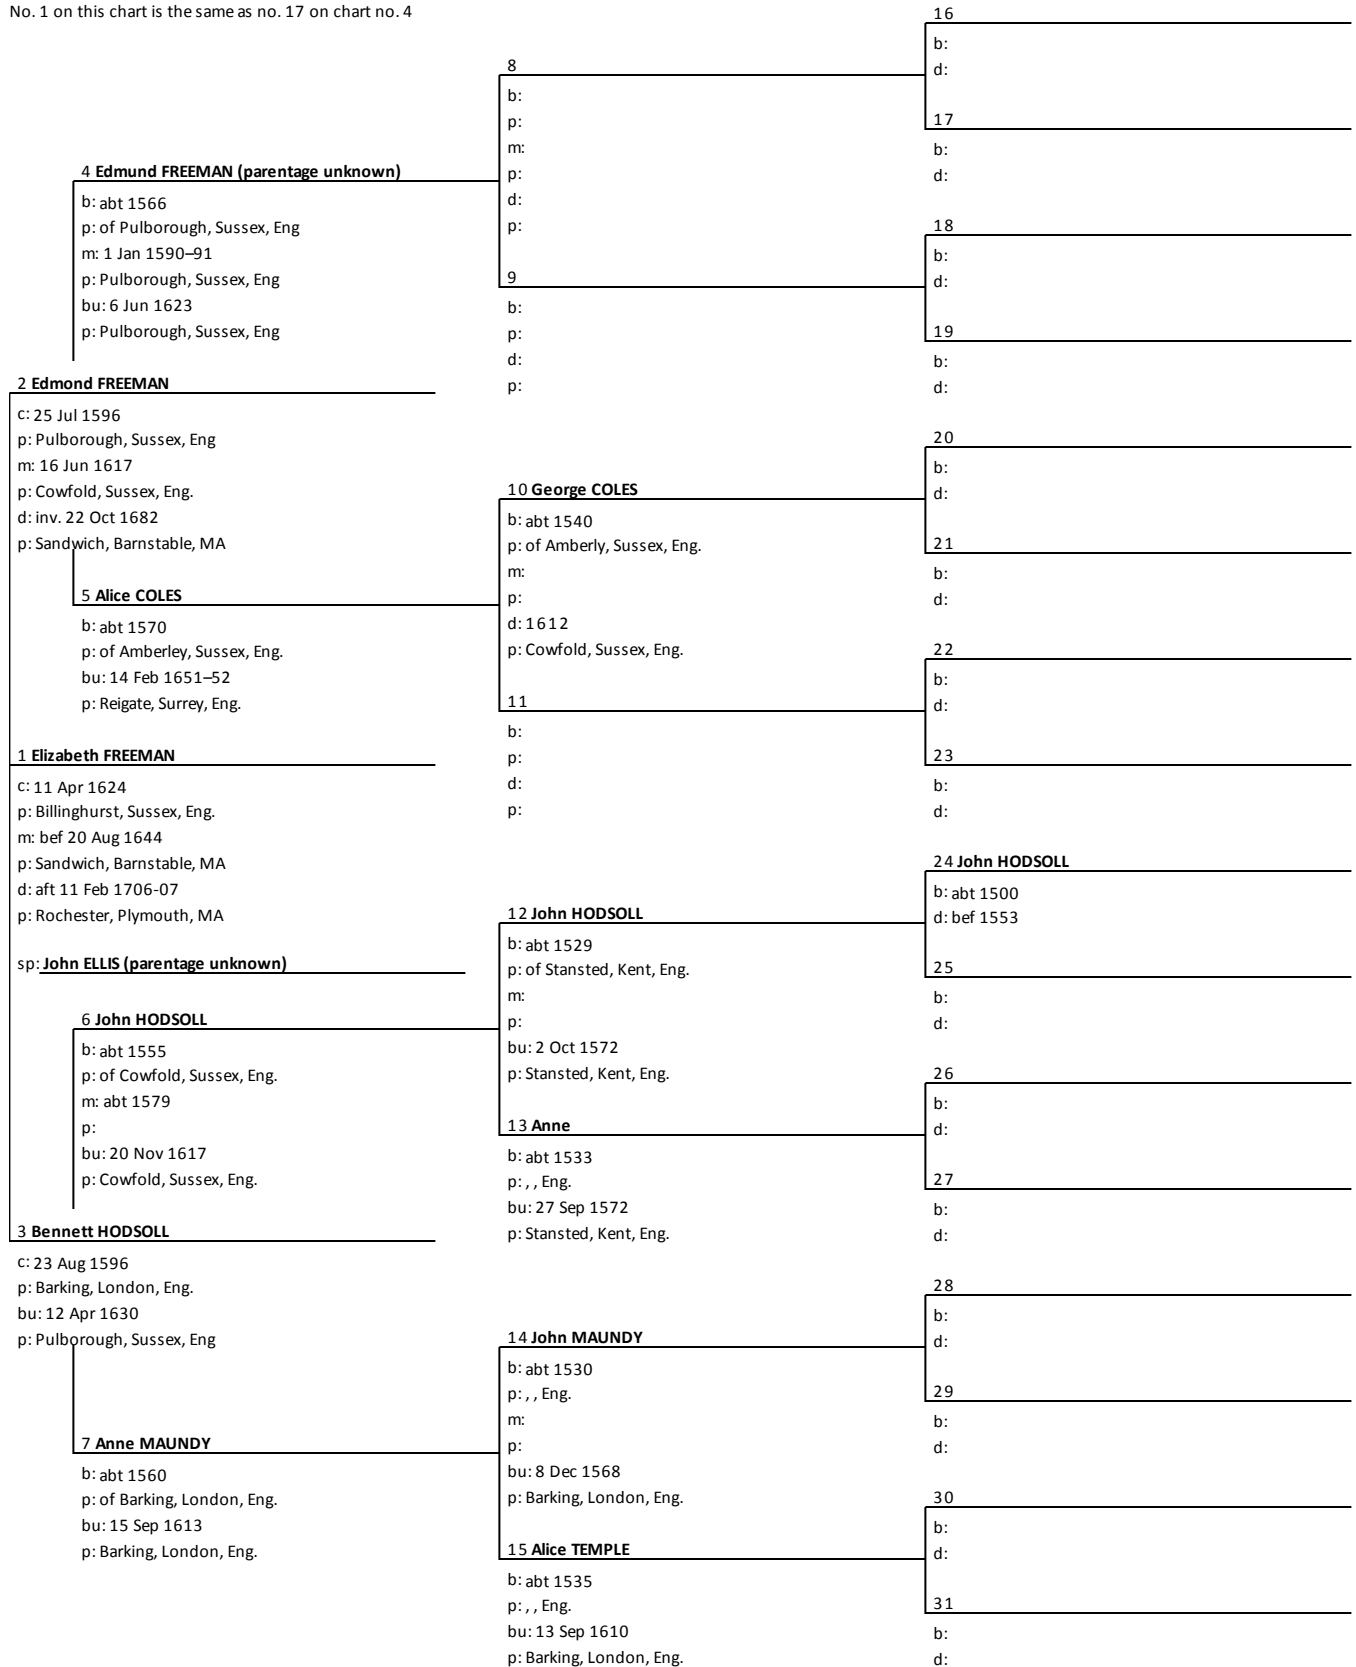 No. 1 on this chart is the same as no. 17 on chart no. 4
16
b:
d:
8
b:
p:
m:
p:
d:
p:
17
b:
d:
4 Edmund FREEMAN (parentage unknown)
b: abt 1566
p: of Pulborough, Sussex, Eng
m: 1 Jan 1590–91
p: Pulborough, Sussex, Eng
bu: 6 Jun 1623
p: Pulborough, Sussex, Eng
18
b:
d:
9
b:
p:
d:
p:
19
b:
d:
2 Edmond FREEMAN
c: 25 Jul 1596
p: Pulborough, Sussex, Eng
m: 16 Jun 1617
p: Cowfold, Sussex, Eng.
d: inv. 22 Oct 1682
p: Sandwich, Barnstable, MA
20
b:
d:
10 George COLES
b: abt 1540
p: of Amberly, Sussex, Eng.
m:
p:
d: 1612
p: Cowfold, Sussex, Eng.
21
b:
d:
5 Alice COLES
b: abt 1570
p: of Amberley, Sussex, Eng.
bu: 14 Feb 1651–52
p: Reigate, Surrey, Eng.
22
b:
d:
11
b:
p:
d:
p:
23
b:
d:
1 Elizabeth FREEMAN
c: 11 Apr 1624
p: Billinghurst, Sussex, Eng.
m: bef 20 Aug 1644
p: Sandwich, Barnstable, MA
d: aft 11 Feb 1706-07
p: Rochester, Plymouth, MA
sp: John ELLIS (parentage unknown)
24 John HODSOLL
b: abt 1500
d: bef 1553
12 John HODSOLL
b: abt 1529
p: of Stansted, Kent, Eng.
m:
p:
bu: 2 Oct 1572
p: Stansted, Kent, Eng.
25
b:
d:
6 John HODSOLL
b: abt 1555
p: of Cowfold, Sussex, Eng.
m: abt 1579
p:
bu: 20 Nov 1617
p: Cowfold, Sussex, Eng.
26
b:
d:
13 Anne
b: abt 1533
p: , , Eng.
bu: 27 Sep 1572
p: Stansted, Kent, Eng.
27
b:
d:
3 Bennett HODSOLL
c: 23 Aug 1596
p: Barking, London, Eng.
bu: 12 Apr 1630
p: Pulborough, Sussex, Eng
28
b:
d:
14 John MAUNDY
b: abt 1530
p: , , Eng.
m:
p:
bu: 8 Dec 1568
p: Barking, London, Eng.
29
b:
d:
7 Anne MAUNDY
b: abt 1560
p: of Barking, London, Eng.
bu: 15 Sep 1613
p: Barking, London, Eng.
30
b:
d:
15 Alice TEMPLE
b: abt 1535
p: , , Eng.
bu: 13 Sep 1610
p: Barking, London, Eng.
31
b:
d: